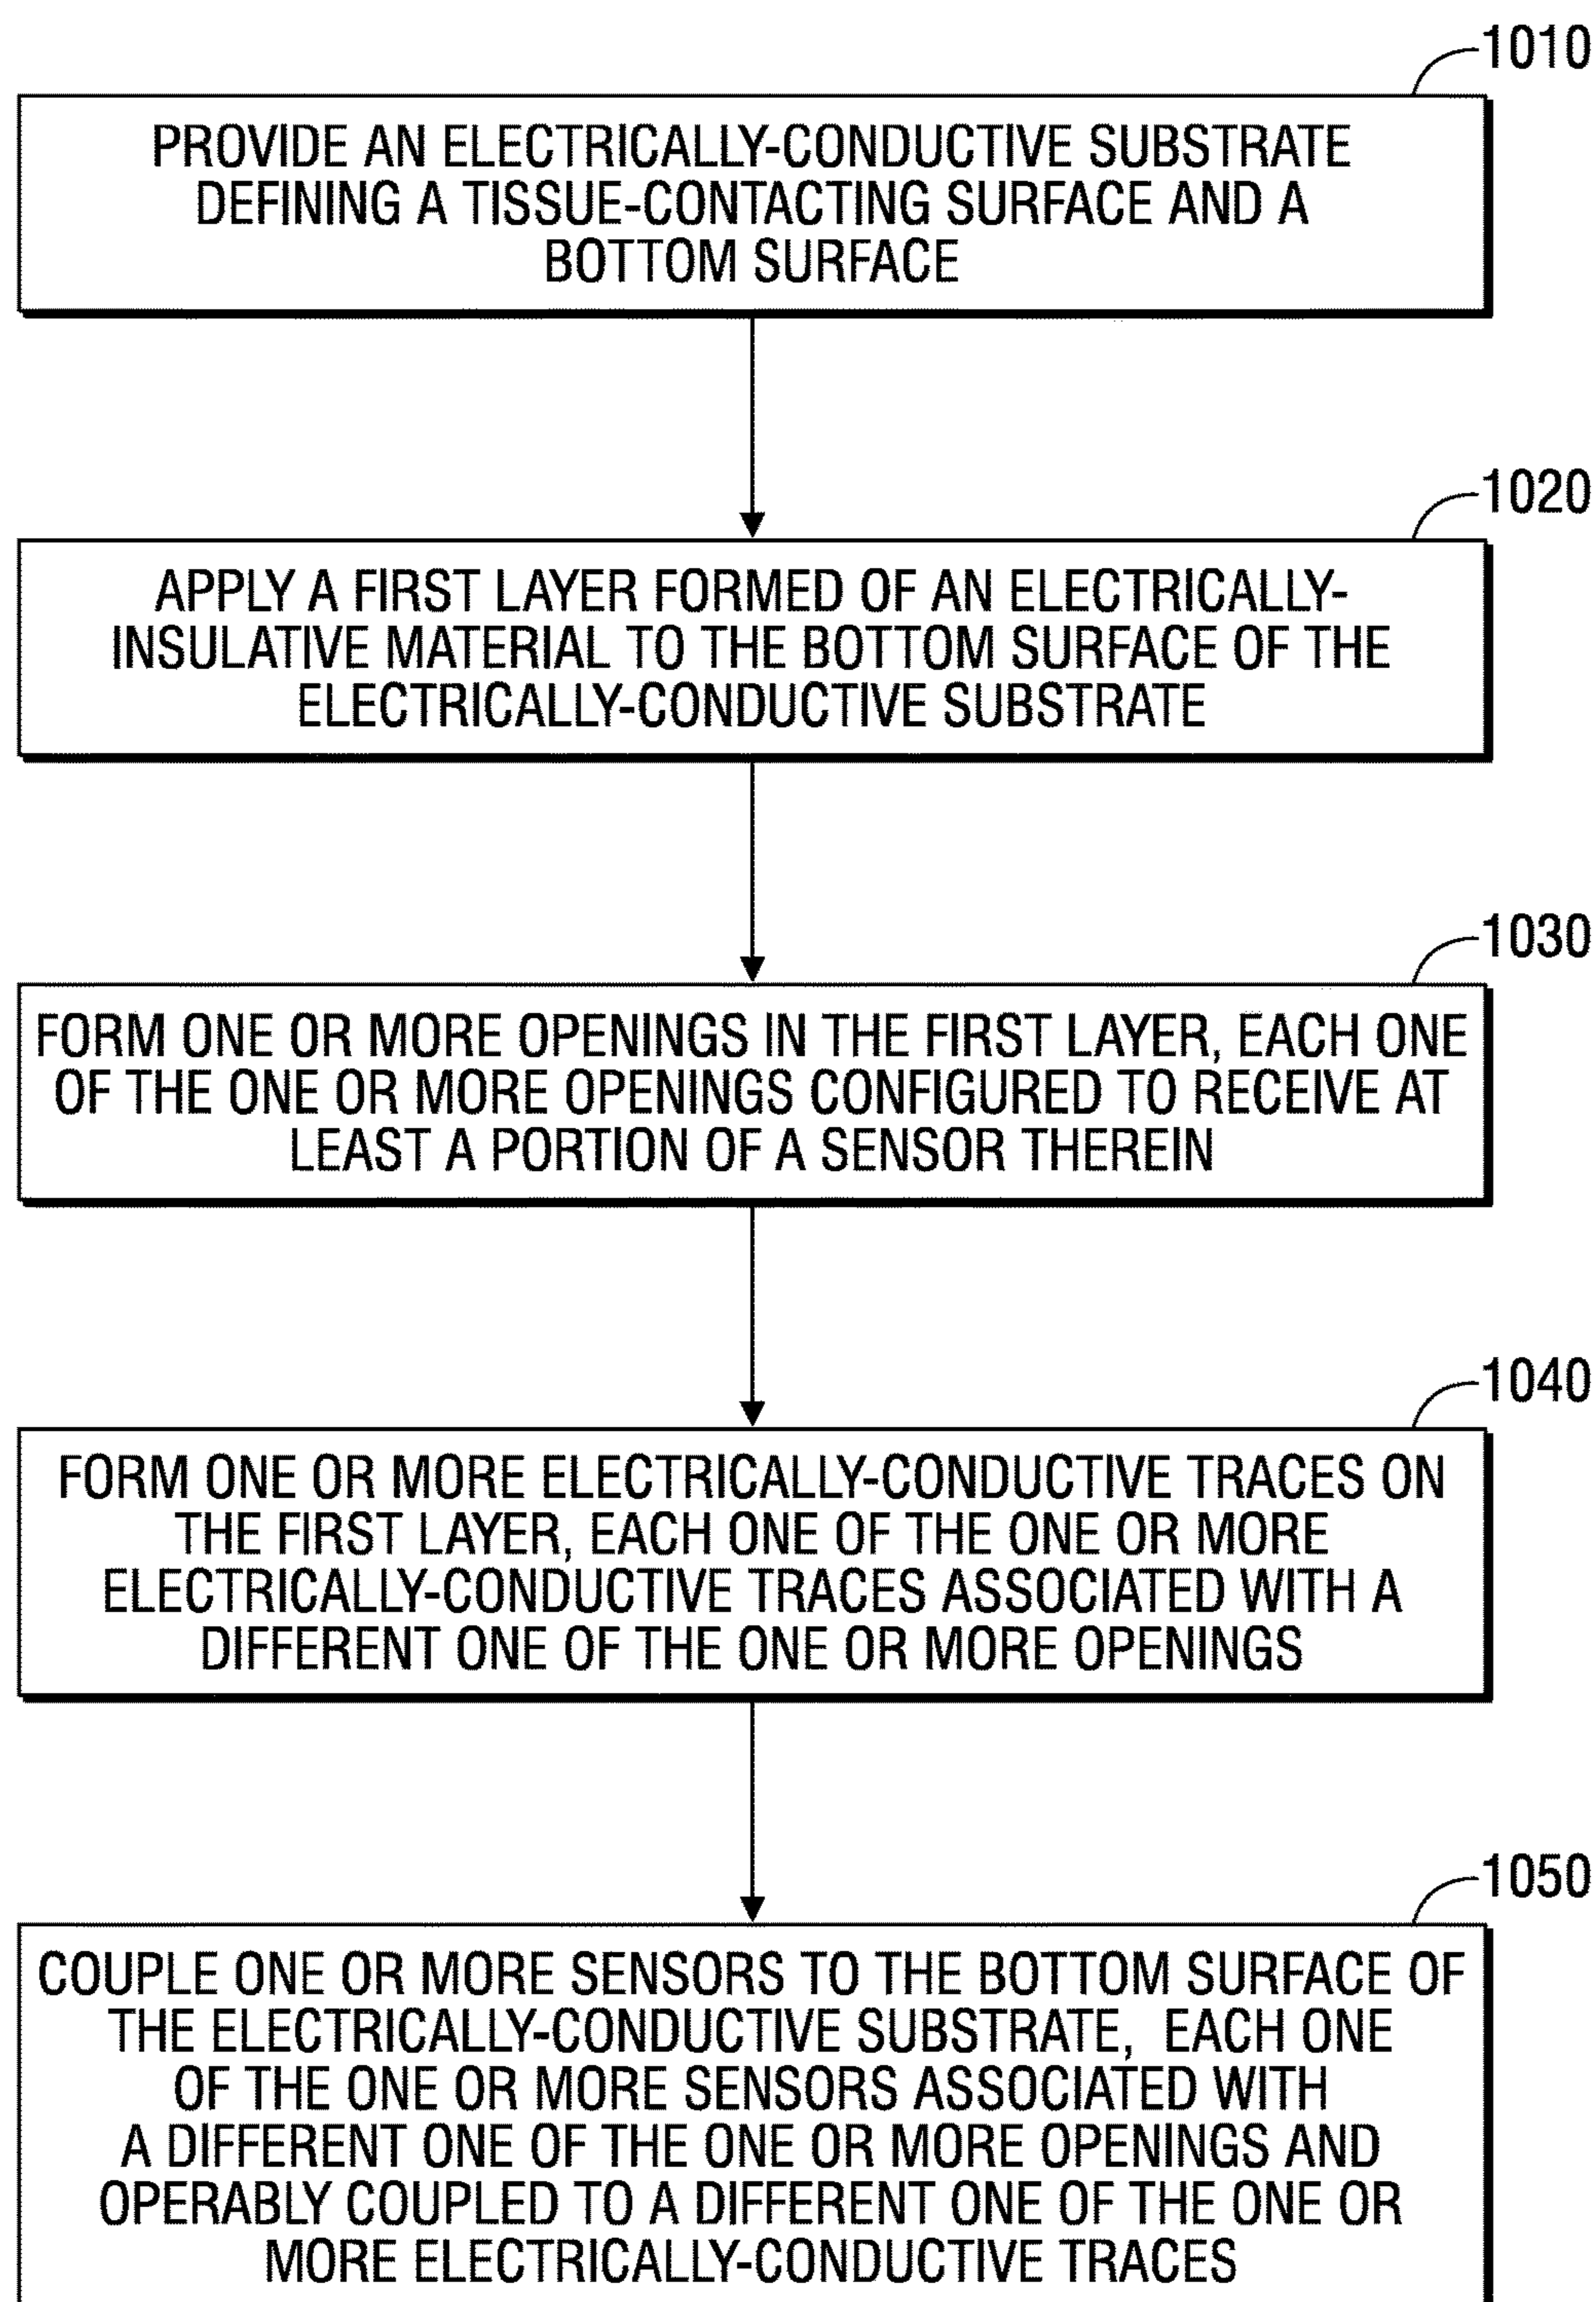 1010
PROVIDE AN ELECTRICALLY-CONDUCTIVE SUBSTRATE
DEFINING A TISSUE-CONTACTING SURFACE AND A
BOTTOM SURFACE
1020
APPLY A FIRST LAYER FORMED OF AN ELECTRICALLY-
INSULATIVE MATERIAL TO THE BOTTOM SURFACE OF THE
ELECTRICALLY-CONDUCTIVE SUBSTRATE
1030
FORM ONE OR MORE OPENINGS IN THE FIRST LAYER, EACH ONE
OF THE ONE OR MORE OPENINGS CONFIGURED TO RECEIVE AT
LEAST A PORTION OF A SENSOR THEREIN
1040
FORM ONE OR MORE ELECTRICALLY-CONDUCTIVE TRACES ON
THE FIRST LAYER, EACH ONE OF THE ONE OR MORE
ELECTRICALLY-CONDUCTIVE TRACES ASSOCIATED WITH A
DIFFERENT ONE OF THE ONE OR MORE OPENINGS
1050
COUPLE ONE OR MORE SENSORS TO THE BOTTOM SURFACE OF
THE ELECTRICALLY-CONDUCTIVE SUBSTRATE, EACH ONE
OF THE ONE OR MORE SENSORS ASSOCIATED WITH
A DIFFERENT ONE OF THE ONE OR MORE OPENINGS AND
OPERABLY COUPLED TO A DIFFERENT ONE OF THE ONE OR
MORE ELECTRICALLY-CONDUCTIVE TRACES